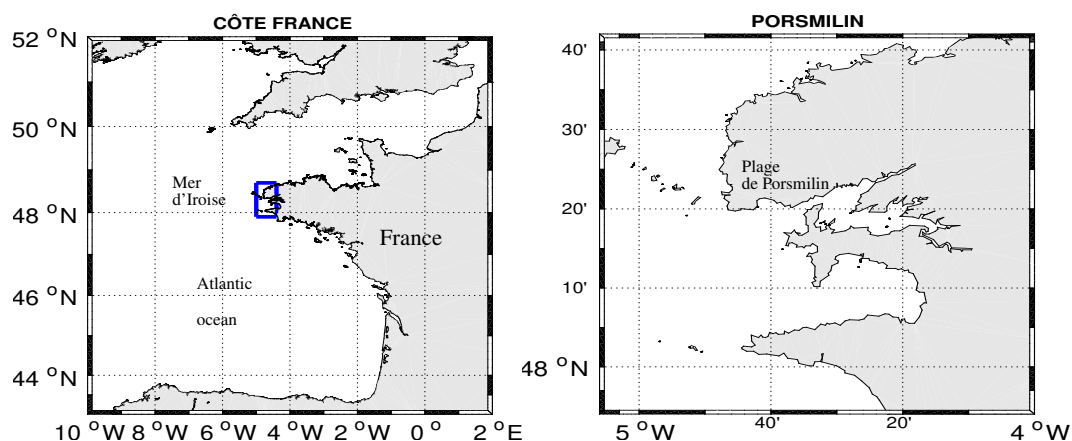 CÔTE FRANCE
52 °N
50 °N
48 °N
46 °N
44 °N
10 °W 8 °W 6 °W 4 °W 2 °W 0 °W 2 °E
Mer
d'Iroise
France
Atlantic
ocean
PORSMILIN
40'
30'
20'
10'
48 °N
5 °W 40' 20' 4 °W
Plage
de Porsmilin